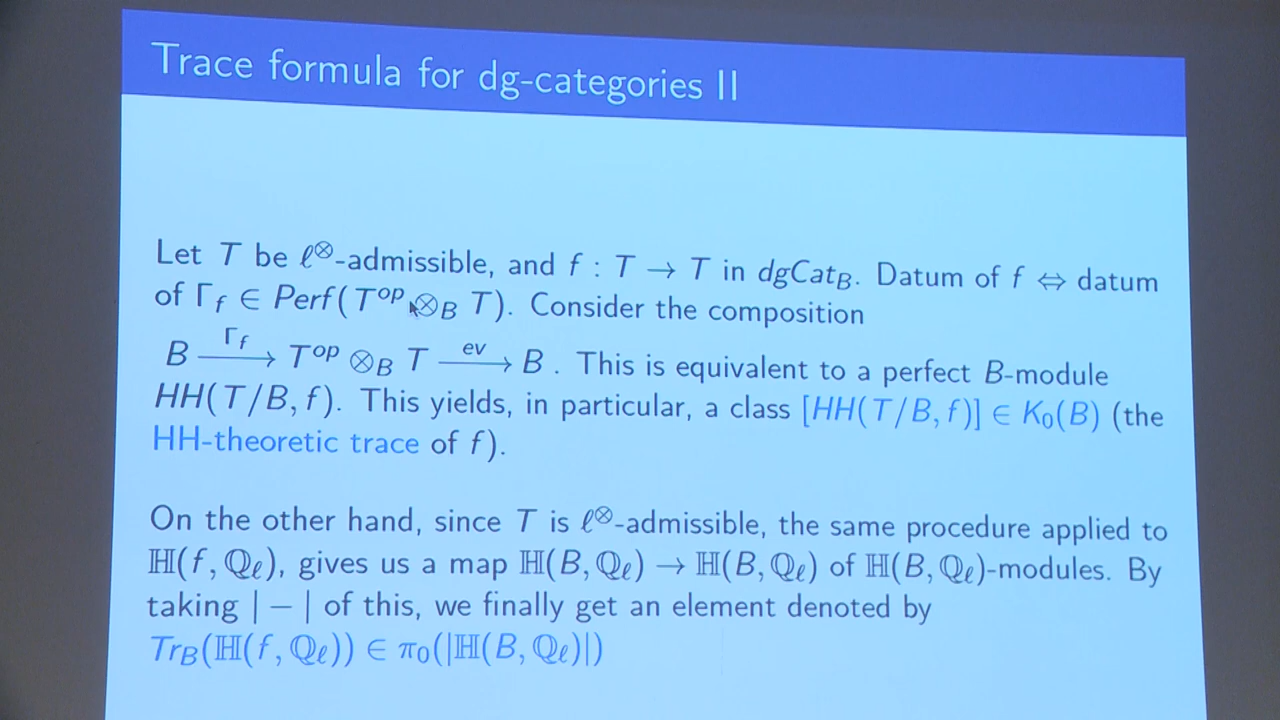 Trace formula for dg-categories II
Let T be ℓ⊗-admissible, and f : T → T in dgCat_B. Datum of f ⇔ datum
of Γ_f ∈ Perf(T^op ⊗_B T). Consider the composition
B —Γ_f→ T^op ⊗_B T —ev→ B . This is equivalent to a perfect B-module
HH(T/B, f). This yields, in particular, a class [HH(T/B, f)] ∈ K₀(B) (the
HH-theoretic trace of f).
On the other hand, since T is ℓ⊗-admissible, the same procedure applied to
ℍ(f, ℚ_ℓ), gives us a map ℍ(B, ℚ_ℓ) → ℍ(B, ℚ_ℓ) of ℍ(B, ℚ_ℓ)-modules. By
taking | − | of this, we finally get an element denoted by
Tr_B(ℍ(f, ℚ_ℓ)) ∈ π₀(|ℍ(B, ℚ_ℓ)|)